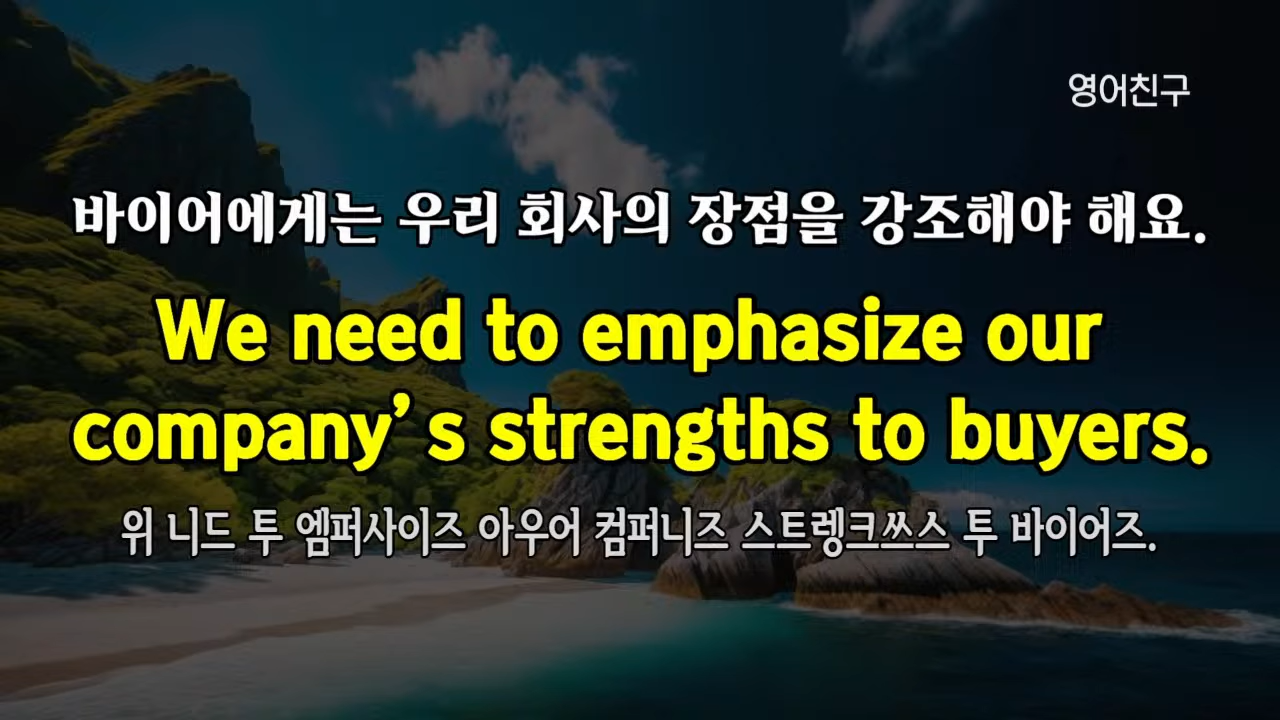 영어친구
바이어에게는 우리 회사의 장점을 강조해야 해요.
We need to emphasize our
company’s strengths to buyers.
위 니드 투 엠퍼사이즈 아우어 컴퍼니즈 스트렝크쓰스 투 바이어즈.